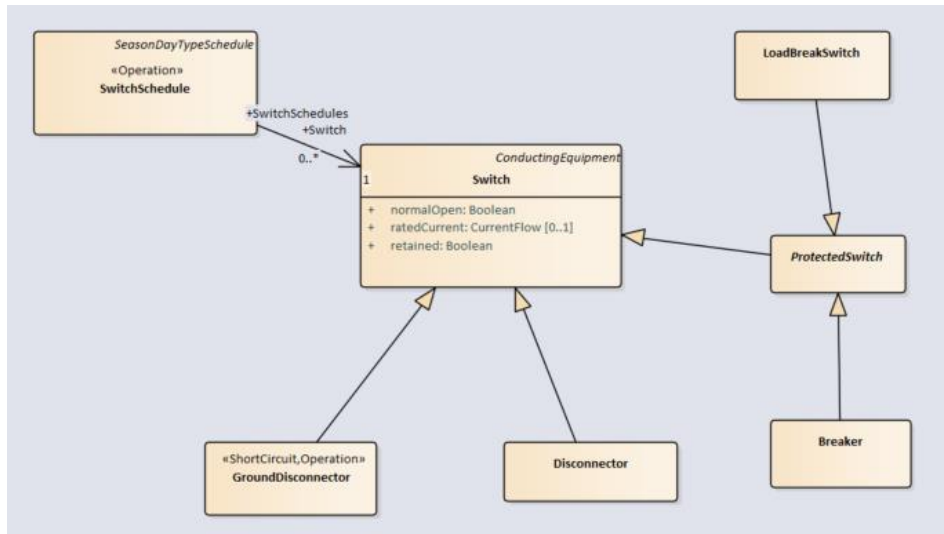 SeasonDayTypeSchedule
«Operation»
SwitchSchedule
+SwitchSchedules
+Switch
0..*
1
ConductingEquipment
Switch
+ normalOpen: Boolean
+ ratedCurrent: CurrentFlow [0..1]
+ retained: Boolean
LoadBreakSwitch
ProtectedSwitch
Breaker
«ShortCircuit,Operation»
GroundDisconnector
Disconnector